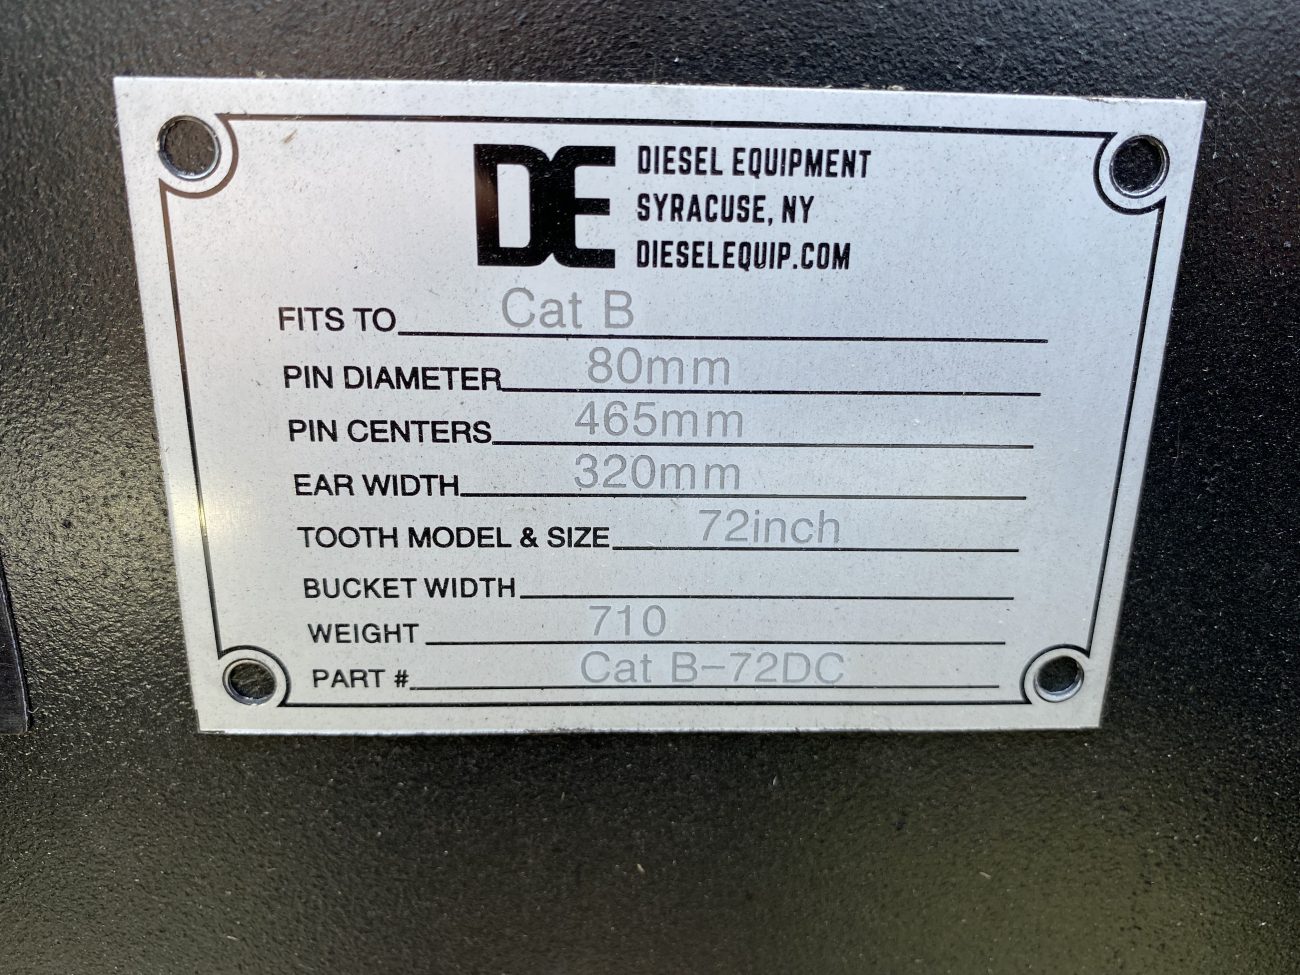 DE
DIESEL EQUIPMENT
SYRACUSE, NY
DIESELEQUIP.COM
FITS TO Cat B
PIN DIAMETER 80mm
PIN CENTERS 465mm
EAR WIDTH 320mm
TOOTH MODEL & SIZE 72inch
BUCKET WIDTH
WEIGHT 710
PART # Cat B-72DC